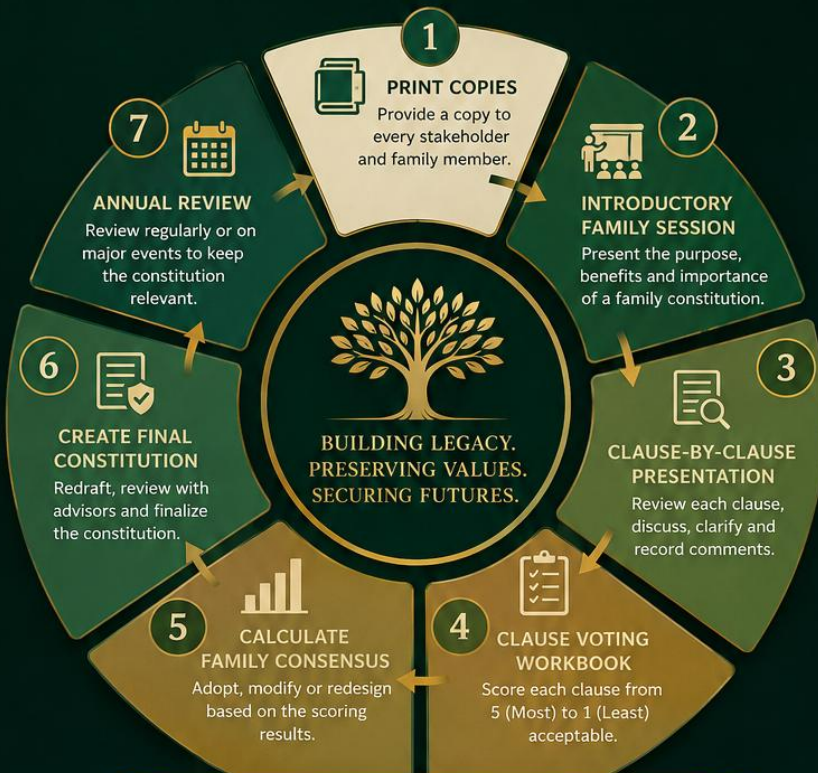 1
PRINT COPIES
Provide a copy to
every stakeholder
and family member.
2
INTRODUCTORY
FAMILY SESSION
Present the purpose,
benefits and importance
of a family constitution.
3
CLAUSE-BY-CLAUSE
PRESENTATION
Review each clause,
discuss, clarify and
record comments.
4
CLAUSE VOTING
WORKBOOK
Score each clause from
5 (Most) to 1 (Least)
acceptable.
5
CALCULATE
FAMILY CONSENSUS
Adopt, modify or redesign
based on the scoring
results.
6
CREATE FINAL
CONSTITUTION
Redraft, review with
advisors and finalize
the constitution.
7
ANNUAL REVIEW
Review regularly or on
major events to keep
the constitution
relevant.
BUILDING LEGACY.
PRESERVING VALUES.
SECURING FUTURES.